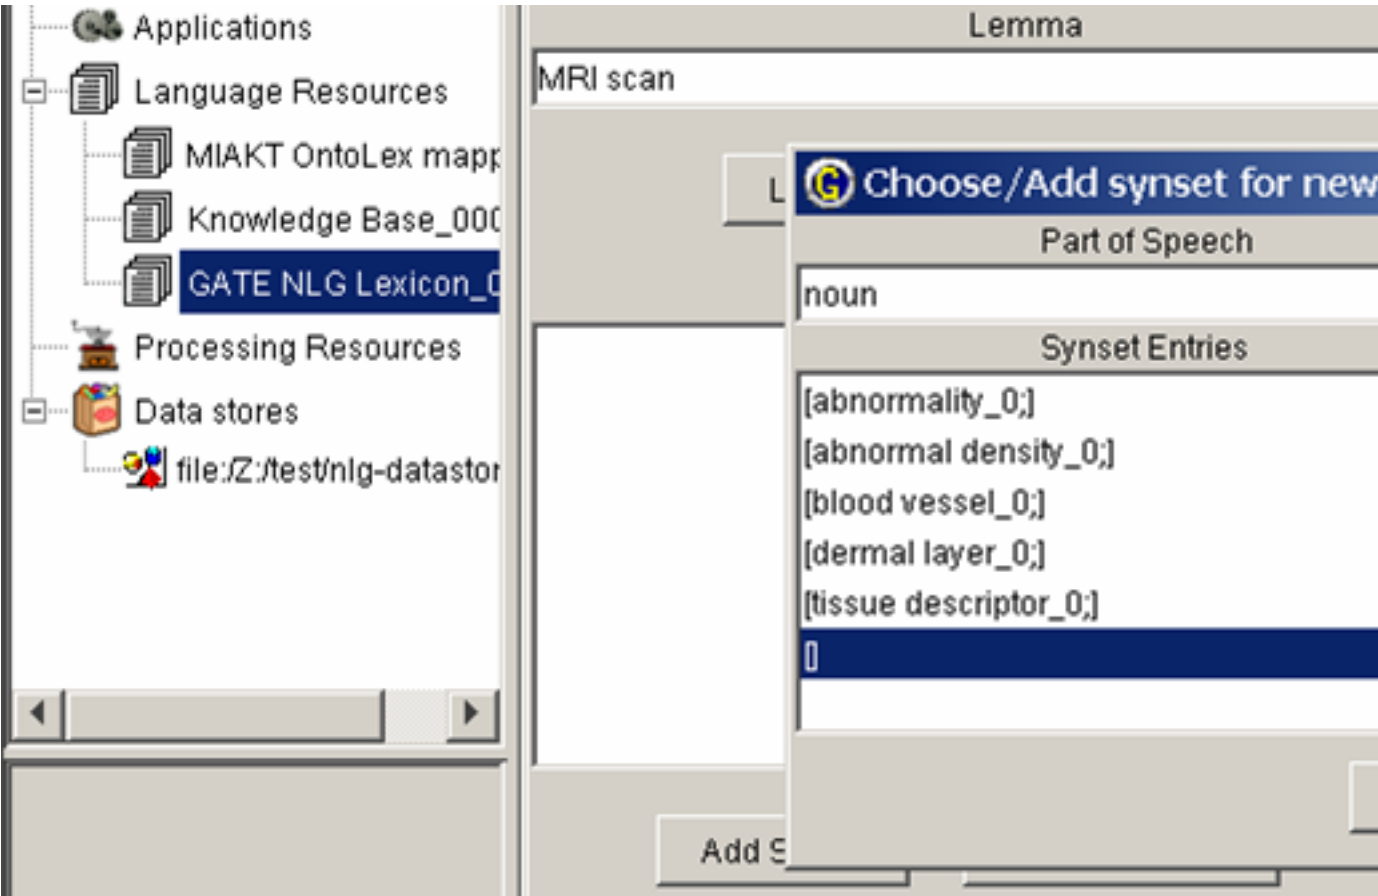 Applications
Language Resources
MIAKT OntoLex mapp
Knowledge Base_000
GATE NLG Lexicon_0
Processing Resources
Data stores
file:/Z:/test/nlg-datastor
Lemma
MRI scan
L
Choose/Add synset for new
Part of Speech
noun
Synset Entries
[abnormality_0;]
[abnormal density_0;]
[blood vessel_0;]
[dermal layer_0;]
[tissue descriptor_0;]
[]
Add S